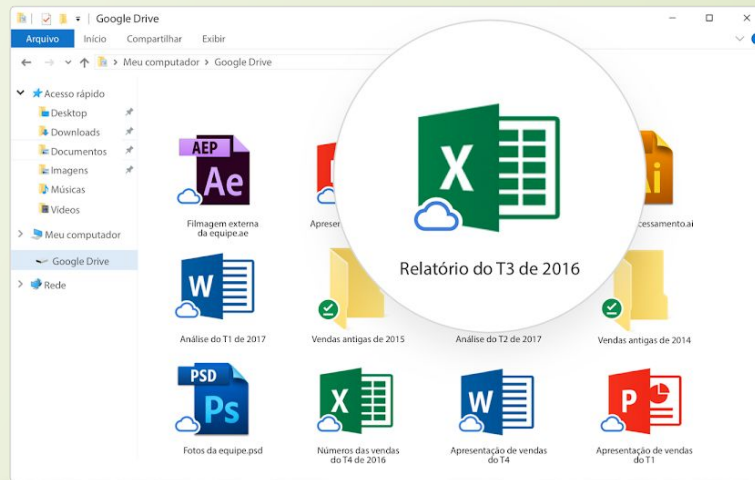 Google Drive
Arquivo Início Compartilhar Exibir
Meu computador > Google Drive
Acesso rápido
Desktop
Downloads
Documentos
Imagens
Músicas
Vídeos
Meu computador
Google Drive
Rede
AEP
Ae
Filmagem externa
da equipe.ae
X
Relatório do T3 de 2016
Ai
W
Análise do T1 de 2017
Vendas antigas de 2015
Análise do T2 de 2017
Vendas antigas de 2014
PSD
Ps
Fotos da equipe.psd
X
Números das vendas
do T4 de 2016
W
Apresentação de vendas
do T4
P
Apresentação de vendas
do T1